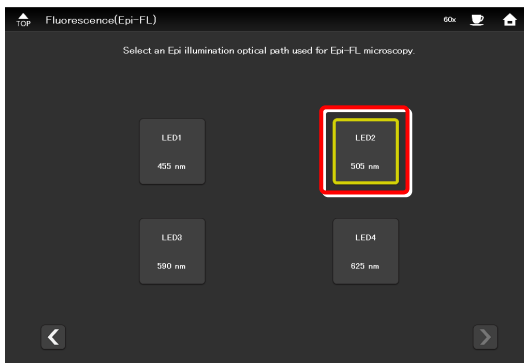 TOP Fluorescence(Epi-FL) 60x
Select an Epi illumination optical path used for Epi-FL microscopy.
LED1
455 nm
LED2
505 nm
LED3
590 nm
LED4
625 nm